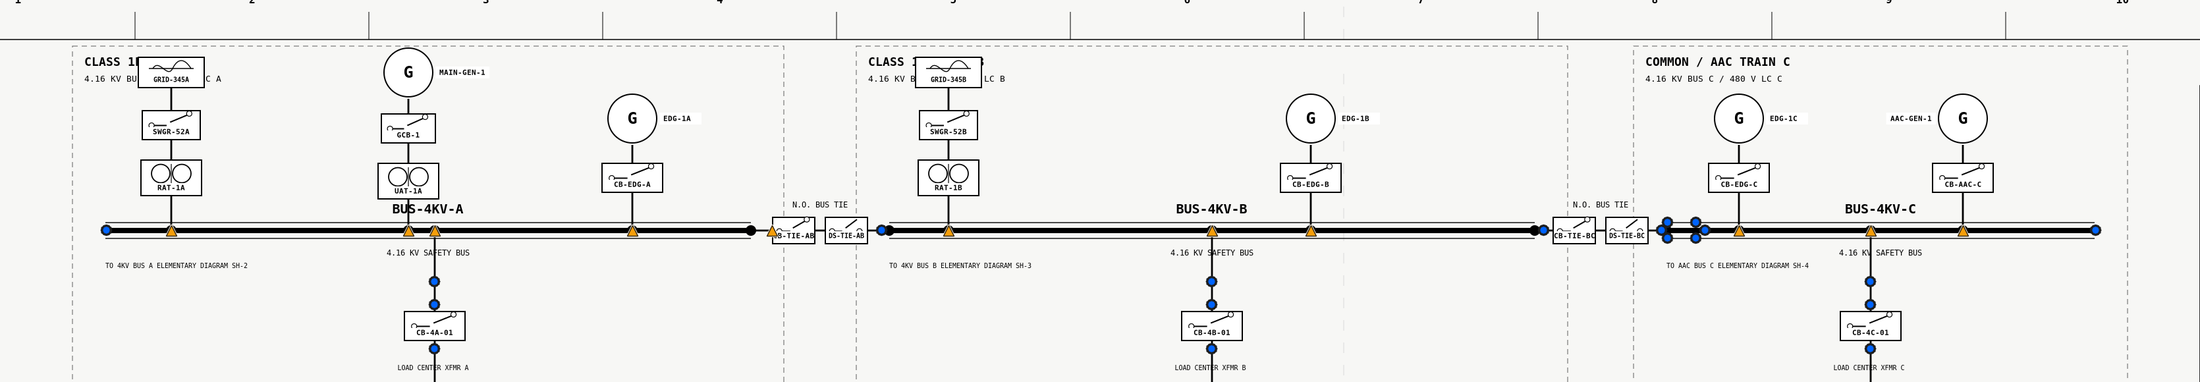 1 2 3 4 5 6 7 8 9 10
CLASS 1
4.16 KV BU C A
GRID-345A
SWGR-52A
RAT-1A
G MAIN-GEN-1
GCB-1
UAT-1A
G EDG-1A
CB-EDG-A
BUS-4KV-A
4.16 KV SAFETY BUS
TO 4KV BUS A ELEMENTARY DIAGRAM SH-2
CB-4A-01
LOAD CENTER XFMR A
N.O. BUS TIE
CB-TIE-AB DS-TIE-AB
CLASS 1
4.16 KV B LC B
GRID-345B
SWGR-52B
RAT-1B
G EDG-1B
CB-EDG-B
BUS-4KV-B
4.16 KV SAFETY BUS
TO 4KV BUS B ELEMENTARY DIAGRAM SH-3
CB-4B-01
LOAD CENTER XFMR B
N.O. BUS TIE
CB-TIE-BC DS-TIE-BC
COMMON / AAC TRAIN C
4.16 KV BUS C / 480 V LC C
G EDG-1C
CB-EDG-C
AAC-GEN-1 G
CB-AAC-C
BUS-4KV-C
4.16 KV SAFETY BUS
TO AAC BUS C ELEMENTARY DIAGRAM SH-4
CB-4C-01
LOAD CENTER XFMR C